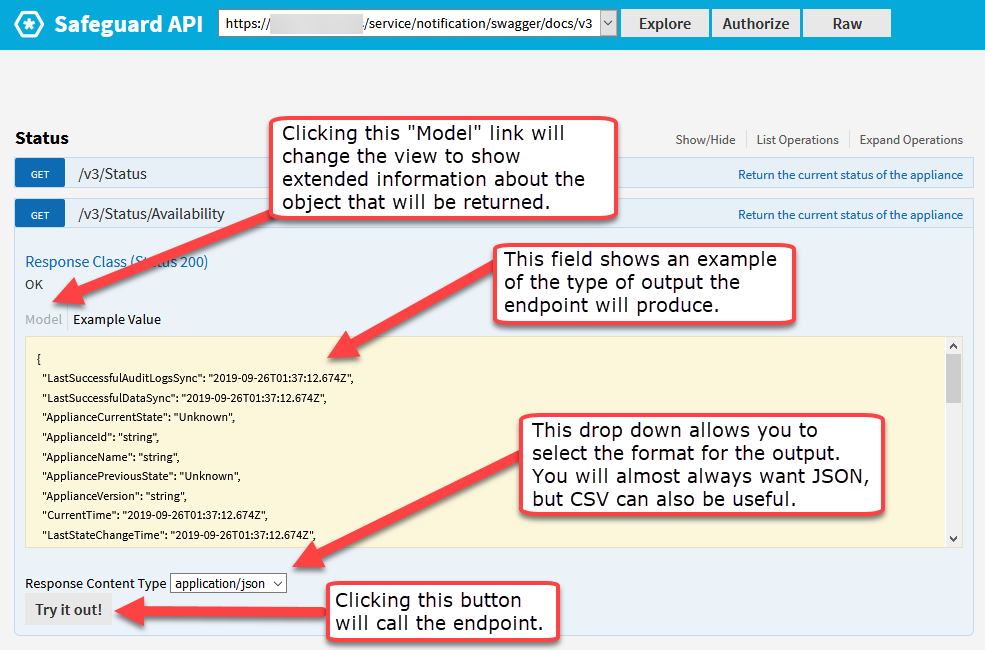 Safeguard API https:// /service/notification/swagger/docs/v3 Explore Authorize Raw
Status Show/Hide List Operations Expand Operations
GET /v3/Status Return the current status of the appliance
GET /v3/Status/Availability Return the current status of the appliance
Clicking this "Model" link will
change the view to show
extended information about the
object that will be returned.
Response Class (Status 200)
OK
Model Example Value
This field shows an example
of the type of output the
endpoint will produce.
{
"LastSuccessfulAuditLogsSync": "2019-09-26T01:37:12.674Z",
"LastSuccessfulDataSync": "2019-09-26T01:37:12.674Z",
"ApplianceCurrentState": "Unknown",
"ApplianceId": "string",
"ApplianceName": "string",
"AppliancePreviousState": "Unknown",
"ApplianceVersion": "string",
"CurrentTime": "2019-09-26T01:37:12.674Z",
"LastStateChangeTime": "2019-09-26T01:37:12.674Z",
This drop down allows you to
select the format for the output.
You will almost always want JSON,
but CSV can also be useful.
Response Content Type application/json
Try it out!
Clicking this button
will call the endpoint.